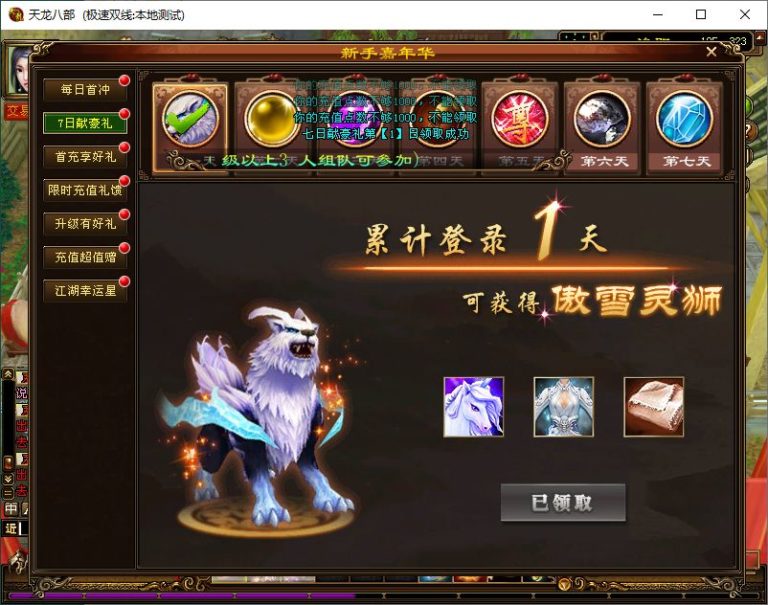 天龙八部 (极速双线:本地测试)
新手嘉年华
每日首冲
7日献豪礼
首充享好礼
限时充值礼馈
升级有好礼
充值超值赠
江湖幸运星
你的充值点数不够1000，不能领取
你的充值点数不够1000，不能领取
七日献豪礼第【1】日领取成功
级以上3 人组队可参加)
第四天
第五天
第六天
第七天
累计登录1天
可获得 傲雪灵狮
已领取
交易
近